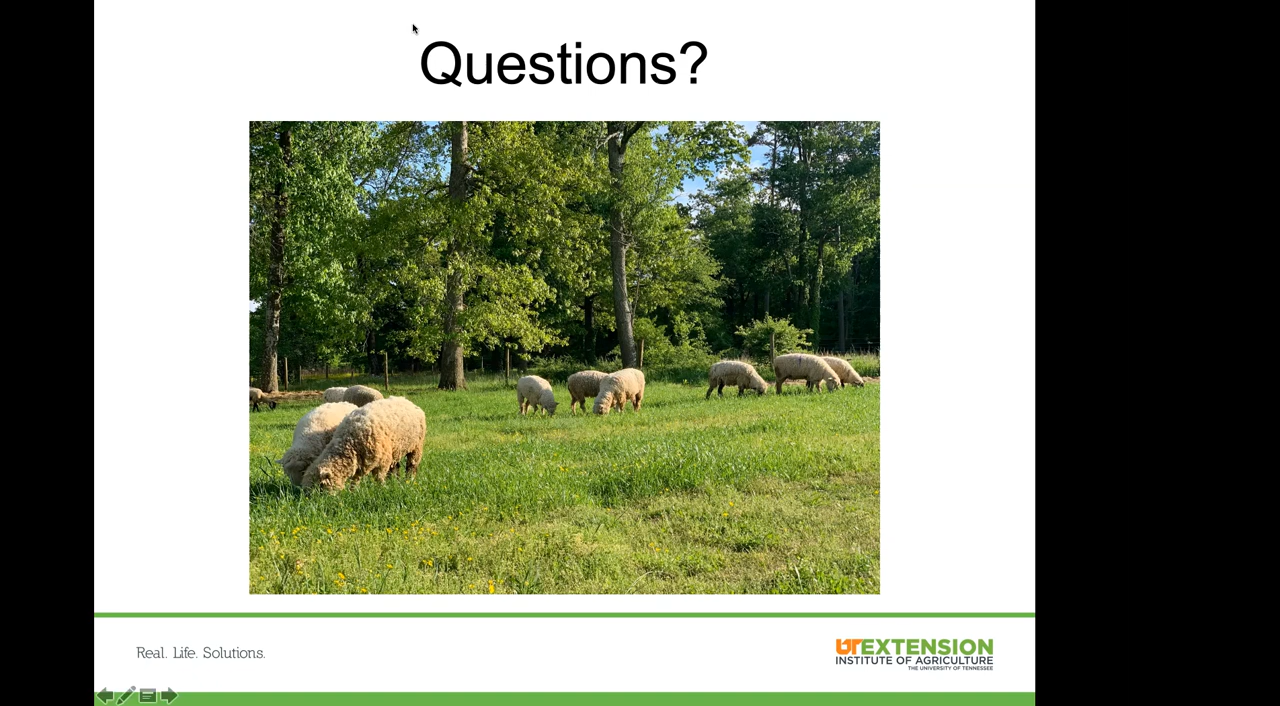 Questions?
Real. Life. Solutions.
UTEXTENSION
INSTITUTE OF AGRICULTURE
THE UNIVERSITY OF TENNESSEE